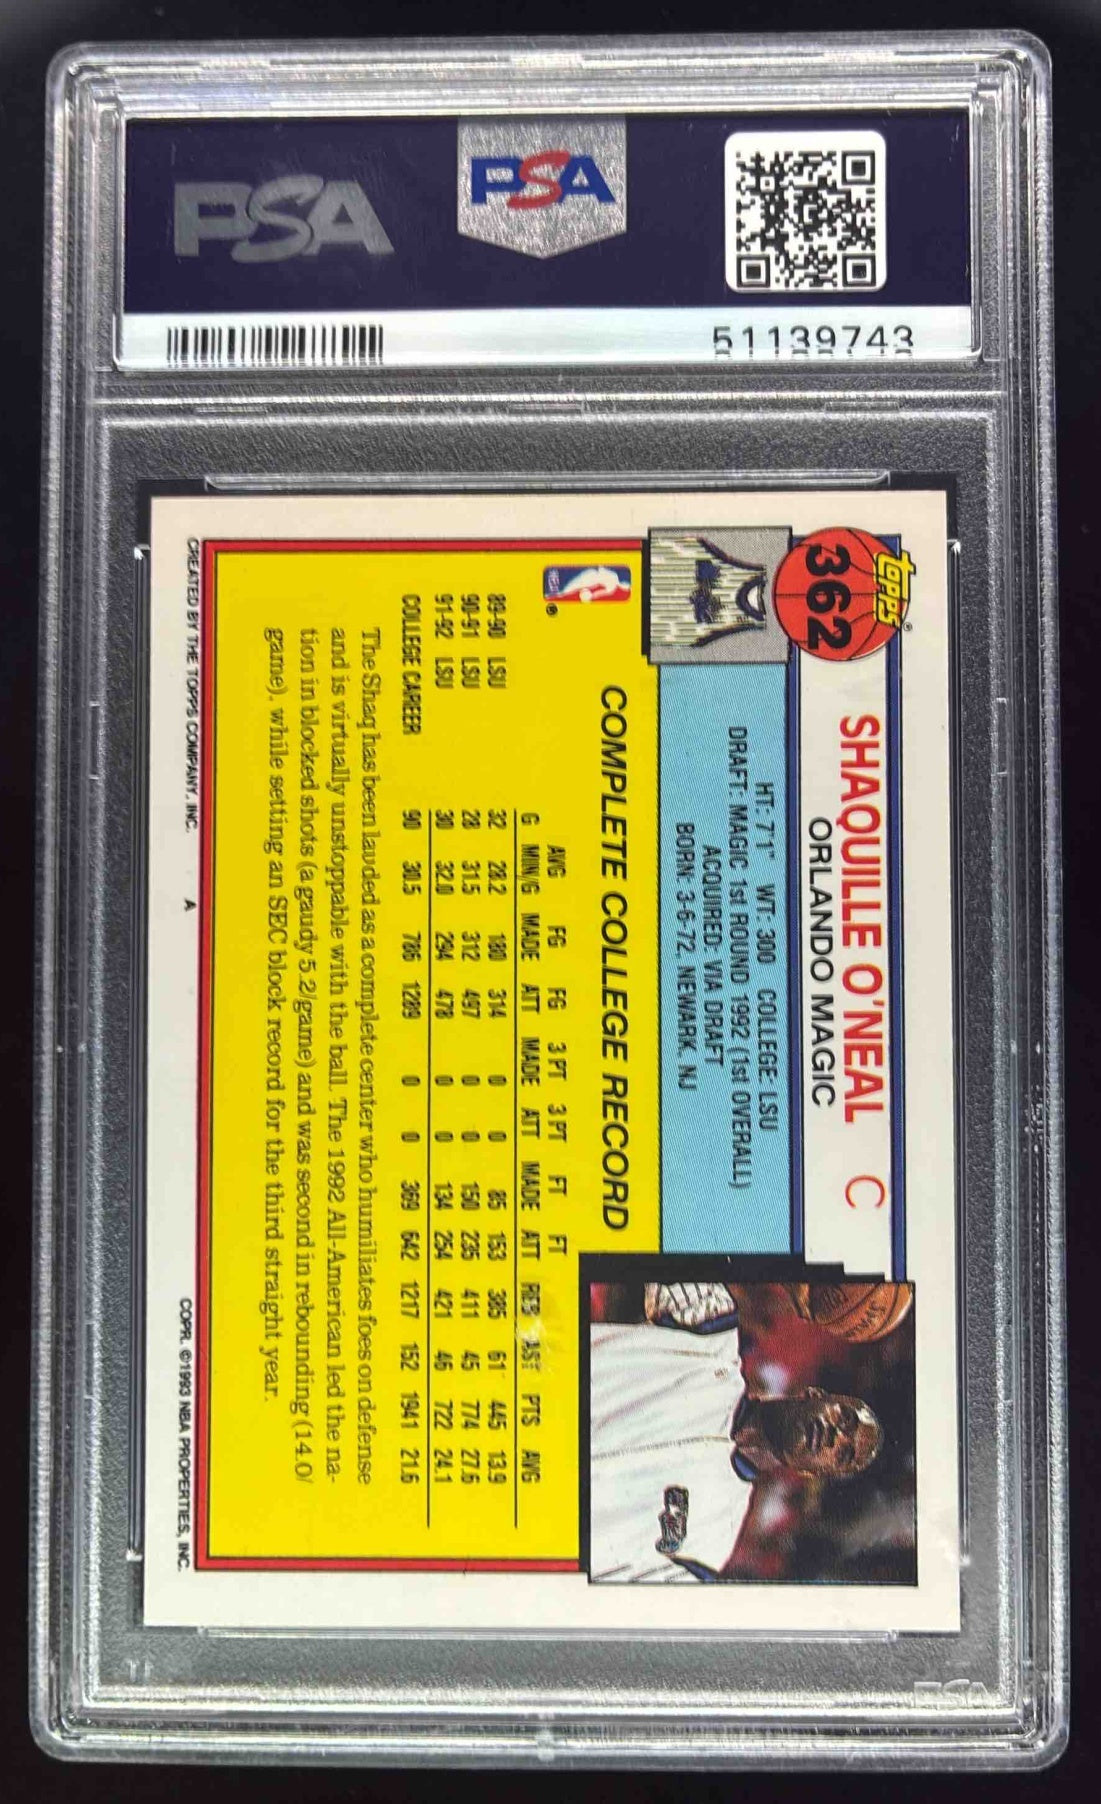 PSA
PSA
51139743
topps
362
SHAQUILLE O'NEAL C
ORLANDO MAGIC
HT: 7'1" WT: 300 COLLEGE: LSU
DRAFT: MAGIC 1st ROUND 1992 (1st OVERALL)
ACQUIRED: VIA DRAFT
BORN: 3-6-72, NEWARK, NJ
COMPLETE COLLEGE RECORD
AVG FG FG 3 PT 3 PT FT FT
G MIN/G MADE ATT MADE ATT MADE ATT REB AST PTS AVG
89-90 LSU 32 28.2 180 314 0 0 85 153 385 61 445 13.9
90-91 LSU 28 31.5 312 497 0 0 150 235 411 45 774 27.6
91-92 LSU 30 32.0 294 478 0 0 134 254 421 46 722 24.1
COLLEGE CAREER 90 30.5 786 1289 0 0 369 642 1217 152 1941 21.6
The Shaq has been lauded as a complete center who humiliates foes on defense
and is virtually unstoppable with the ball. The 1992 All-American led the na-
tion in blocked shots (a gaudy 5.2/game) and was second in rebounding (14.0/
game), while setting an SEC block record for the third straight year.
CREATED BY THE TOPPS COMPANY, INC. A COPR. ©1993 NBA PROPERTIES, INC.
PSA